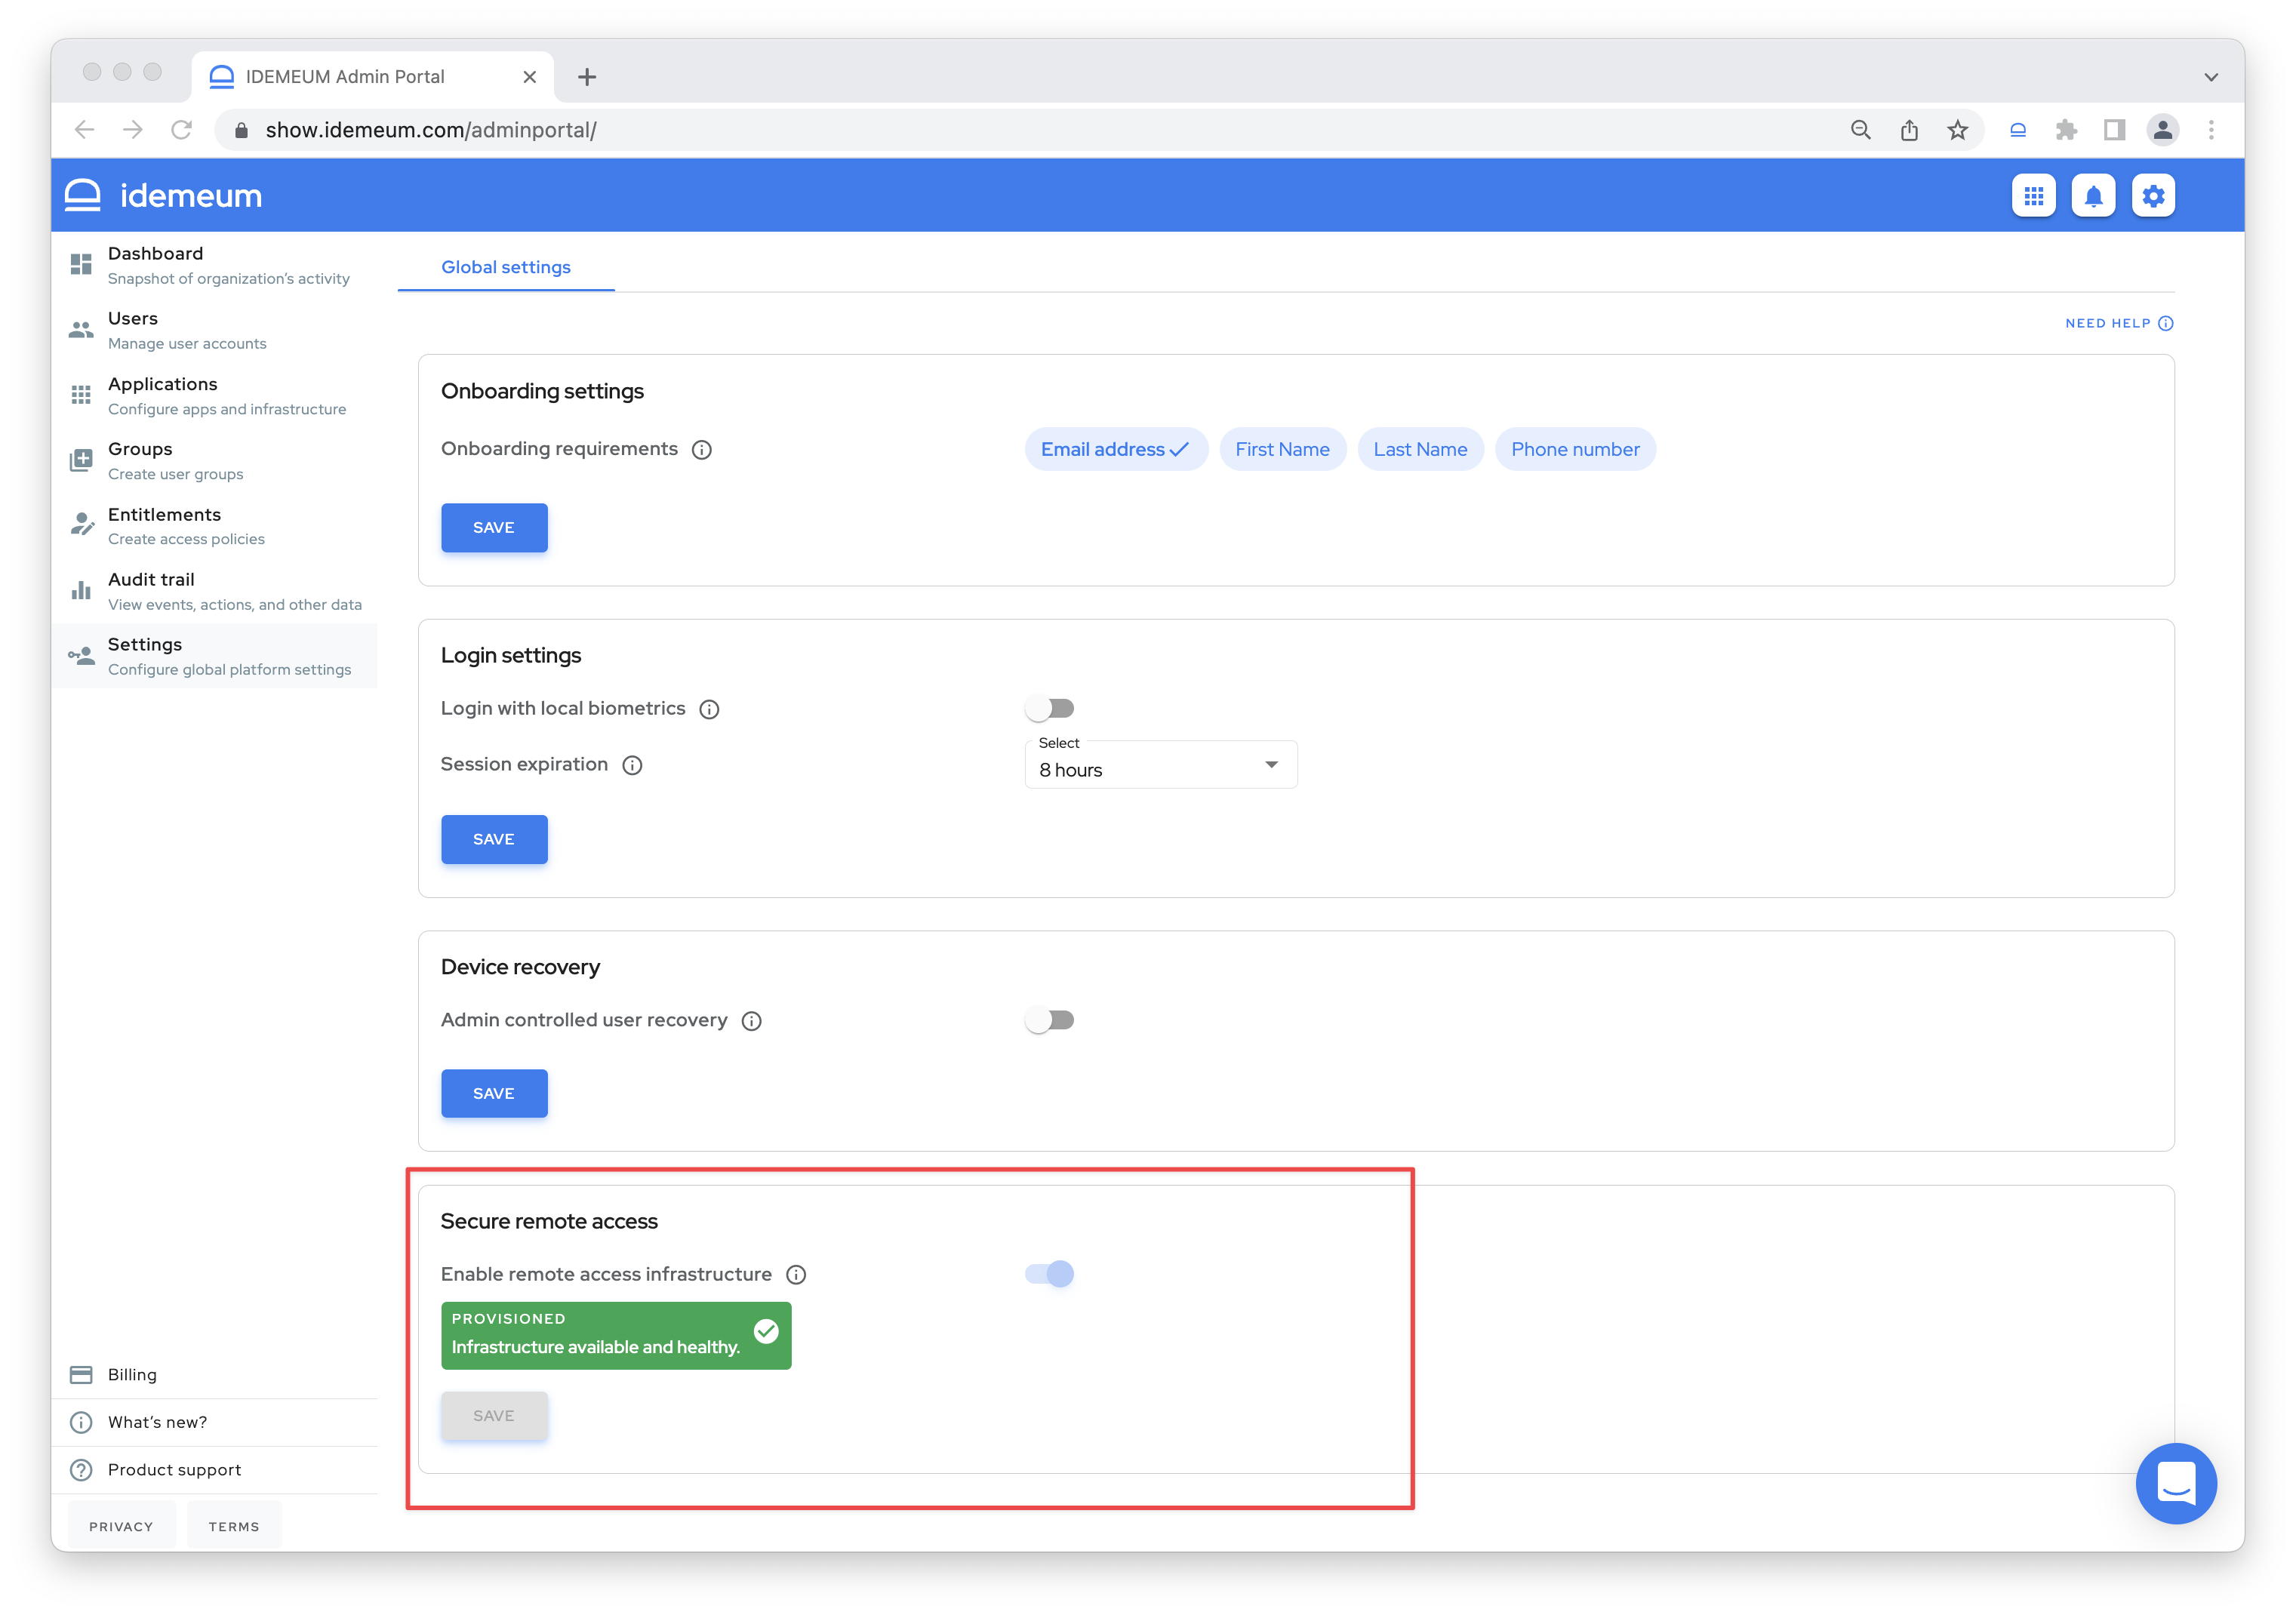 IDEMEUM Admin Portal
show.idemeum.com/adminportal/
idemeum
Dashboard
Snapshot of organization's activity
Users
Manage user accounts
Applications
Configure apps and infrastructure
Groups
Create user groups
Entitlements
Create access policies
Audit trail
View events, actions, and other data
Settings
Configure global platform settings
Billing
What's new?
Product support
PRIVACY TERMS
Global settings
NEED HELP
Onboarding settings
Onboarding requirements Email address First Name Last Name Phone number
SAVE
Login settings
Login with local biometrics
Select
Session expiration 8 hours
SAVE
Device recovery
Admin controlled user recovery
SAVE
Secure remote access
Enable remote access infrastructure
PROVISIONED
Infrastructure available and healthy.
SAVE